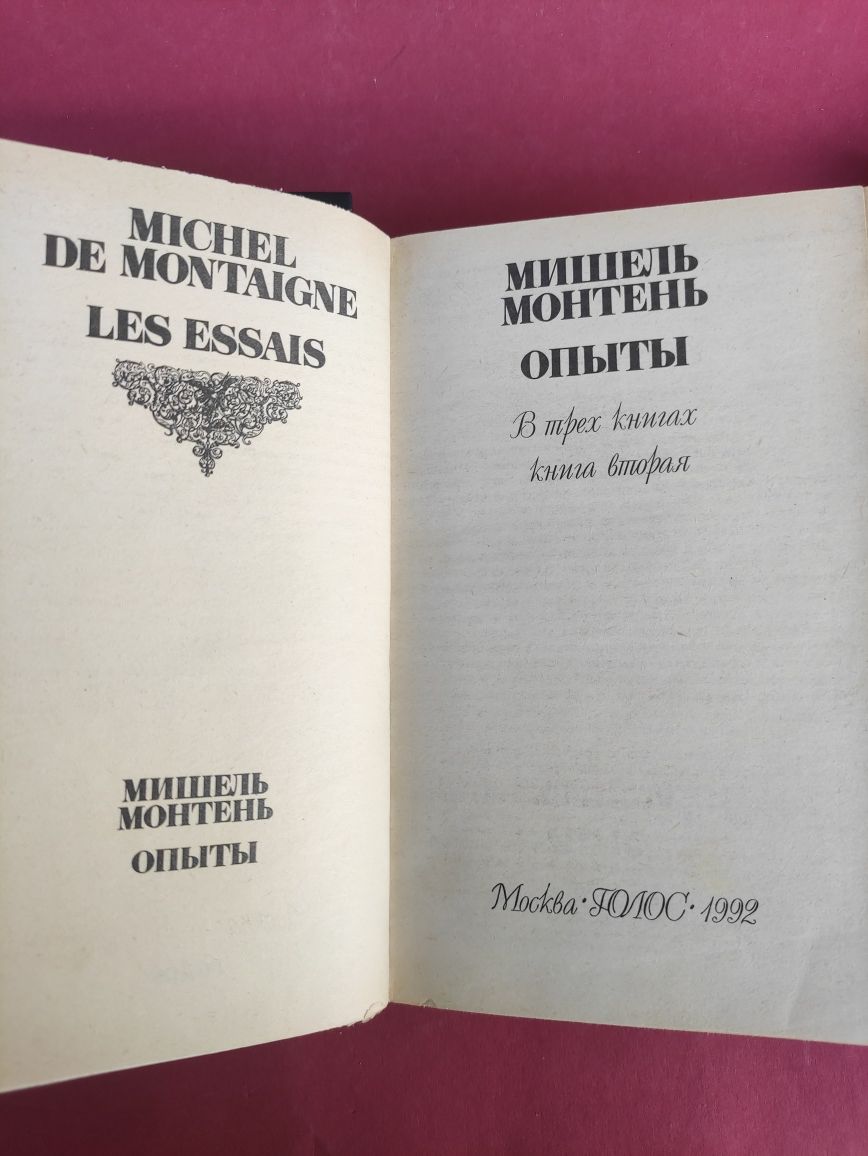 MICHEL
DE MONTAIGNE
LES ESSAIS
МИШЕЛЬ
МОНТЕНЬ
ОПЫТЫ
МИШЕЛЬ
МОНТЕНЬ
ОПЫТЫ
В трех книгах
книга вторая
Москва · ГОЛОС · 1992